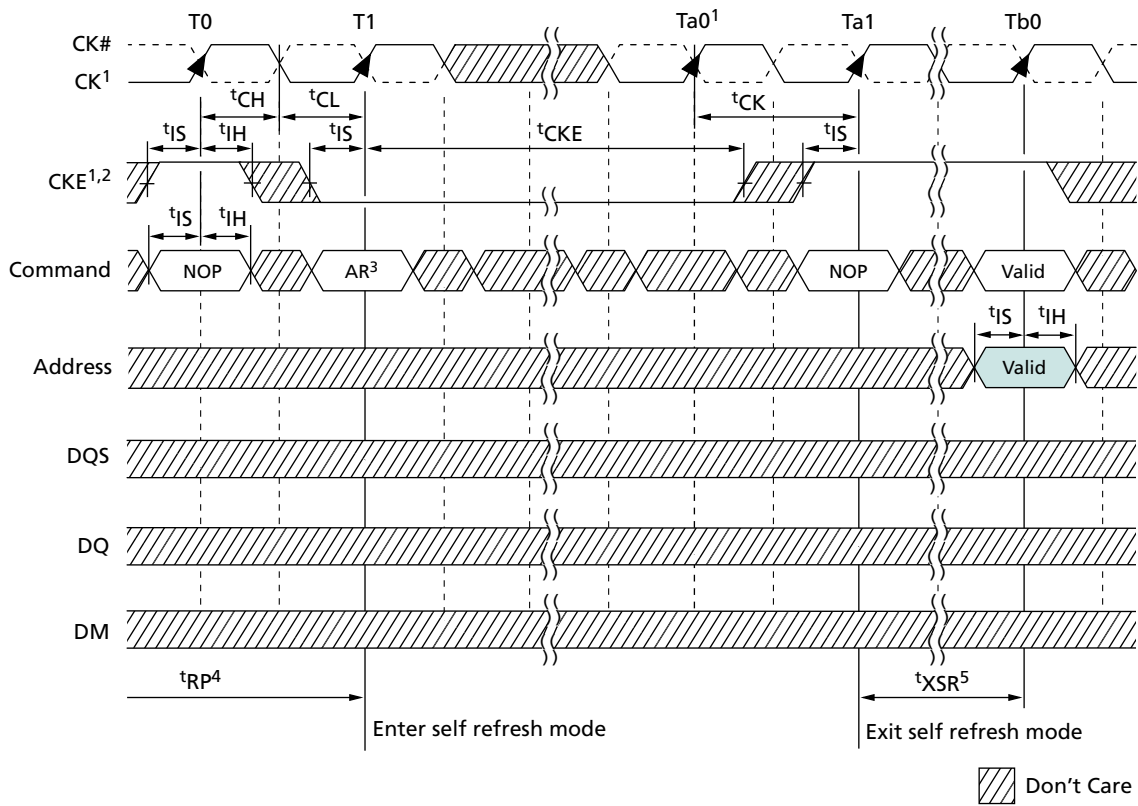 T0 T1 Ta0¹ Ta1 Tb0
CK#
CK¹
tCH tCL tCK
tIS tIH tIS tCKE tIS
CKE¹,²
tIS tIH
Command NOP AR³ NOP Valid
tIS tIH
Address Valid
DQS
DQ
DM
tRP⁴ tXSR⁵
Enter self refresh mode Exit self refresh mode
Don't Care